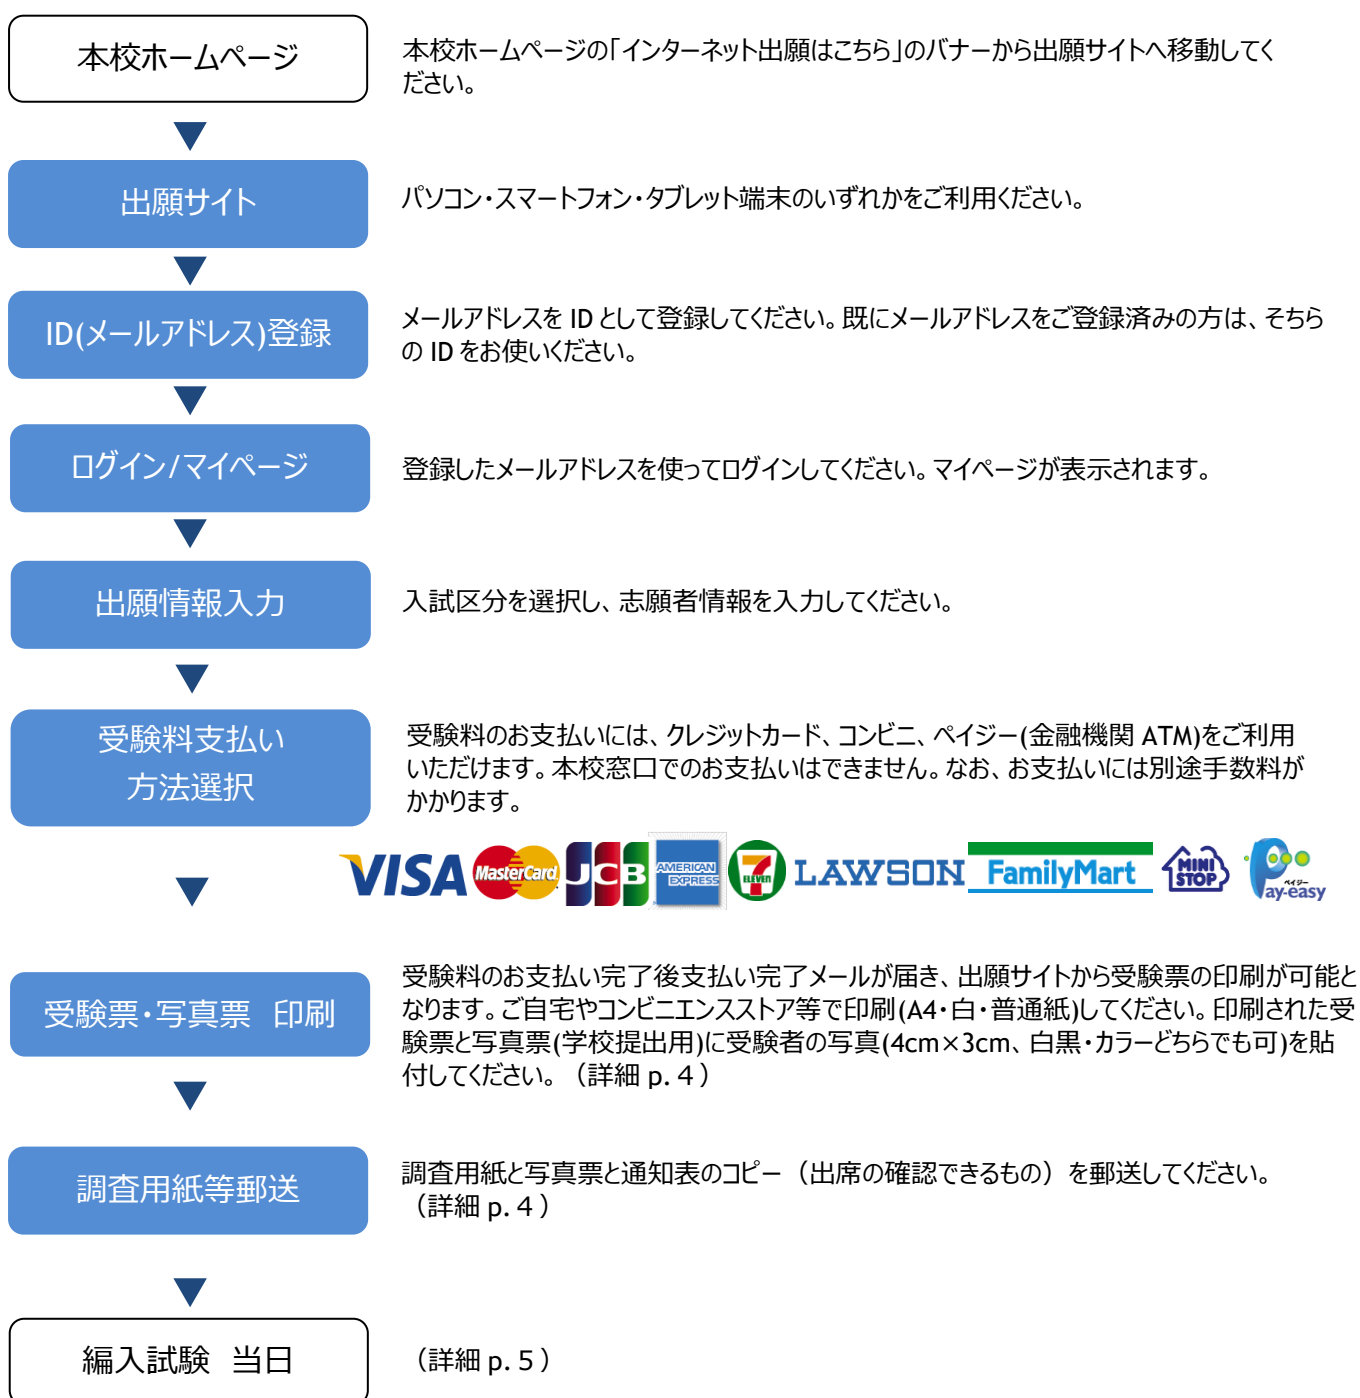 本校ホームページ
本校ホームページの「インターネット出願はこちら」のバナーから出願サイトへ移動してく
ださい。
出願サイト
パソコン・スマートフォン・タブレット端末のいずれかをご利用ください。
ID(メールアドレス)登録
メールアドレスを ID として登録してください。既にメールアドレスをご登録済みの方は、そちら
の ID をお使いください。
ログイン/マイページ
登録したメールアドレスを使ってログインしてください。マイページが表示されます。
出願情報入力
入試区分を選択し、志願者情報を入力してください。
受験料支払い
方法選択
受験料のお支払いには、クレジットカード、コンビニ、ペイジー(金融機関 ATM)をご利用
いただけます。本校窓口でのお支払いはできません。なお、お支払いには別途手数料が
かかります。
VISA MasterCard JCB AMERICAN EXPRESS 7 ELEVEN LAWSON FamilyMart MINI STOP ペイジー Pay-easy
受験票・写真票　印刷
受験料のお支払い完了後支払い完了メールが届き、出願サイトから受験票の印刷が可能と
なります。ご自宅やコンビニエンスストア等で印刷(A4・白・普通紙)してください。印刷された受
験票と写真票(学校提出用)に受験者の写真(4cm×3cm、白黒・カラーどちらでも可)を貼
付してください。（詳細 p.４）
調査用紙等郵送
調査用紙と写真票と通知表のコピー（出席の確認できるもの）を郵送してください。
（詳細 p.４）
編入試験　当日
（詳細 p.５）